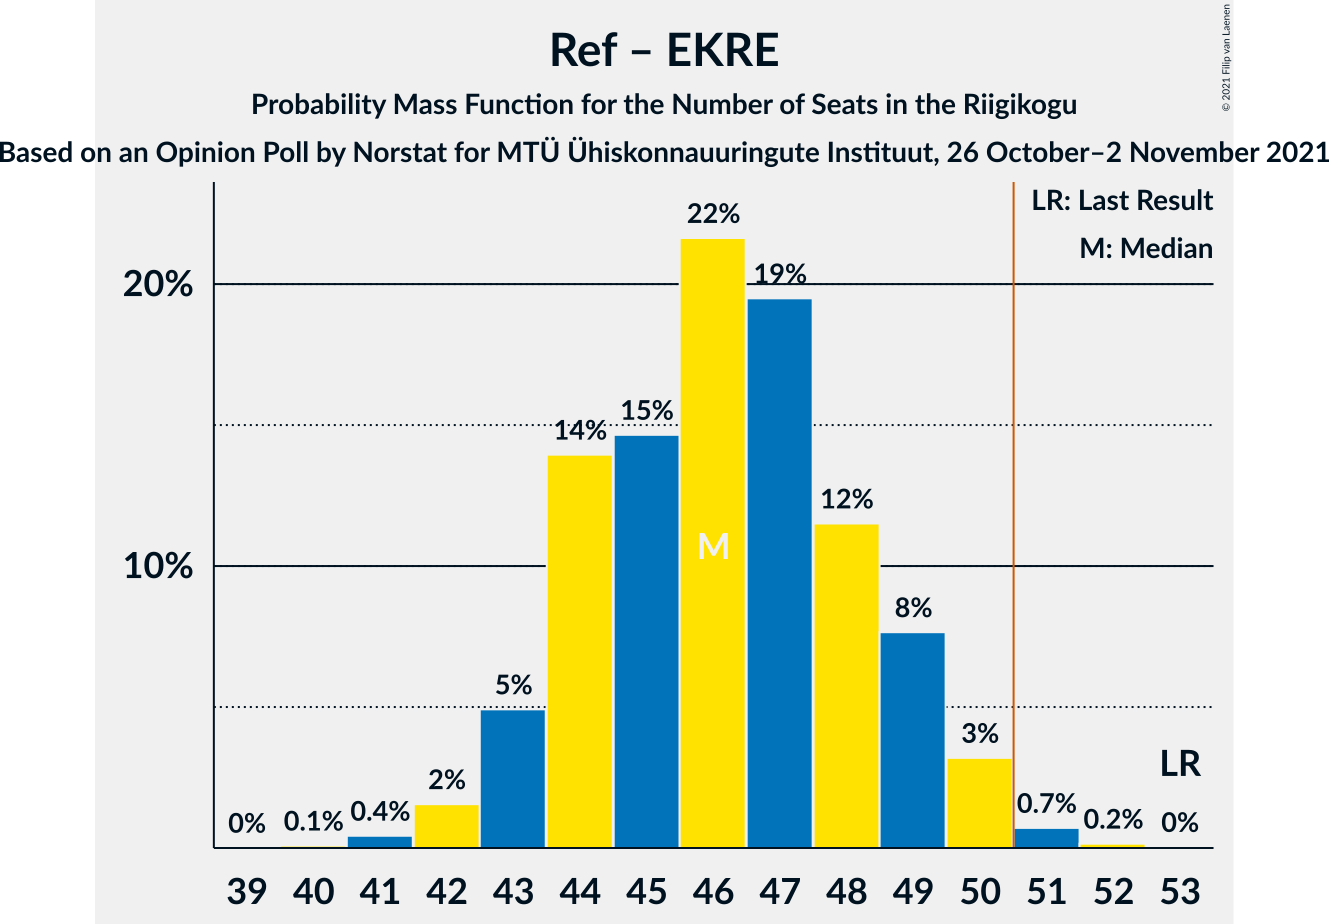 Ref – EKRE
Probability Mass Function for the Number of Seats in the Riigikogu
Based on an Opinion Poll by Norstat for MTÜ Ühiskonnauuringute Instituut, 26 October–2 November 2021
© 2021 Filip van Laenen
LR: Last Result
M: Median
22%
19%
20%
15%
14%
12%
M
10%
8%
5%
3%
LR
2%
0.4%
0.7%
0%
0.1%
0.2%
0%
39 40 41 42 43 44 45 46 47 48 49 50 51 52 53